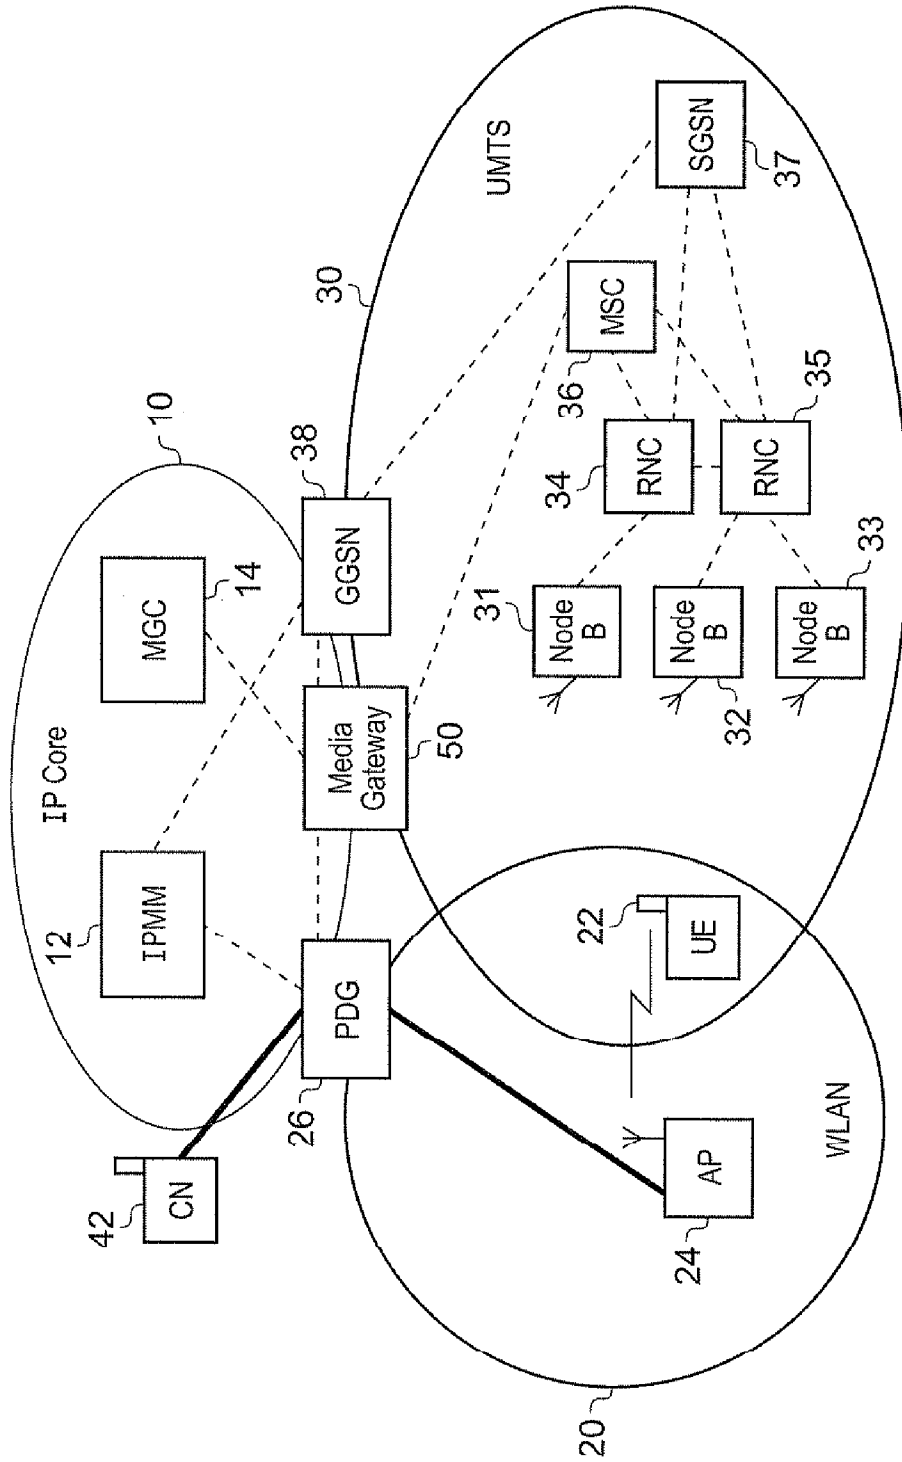 10
IP Core
12
IPMM
MGC
14
42
CN
26
PDG
Media
Gateway
50
GGSN
38
30
UMTS
22
UE
24
AP
WLAN
20
31
Node
B
32
Node
B
33
Node
B
34
RNC
35
RNC
36
MSC
37
SGSN